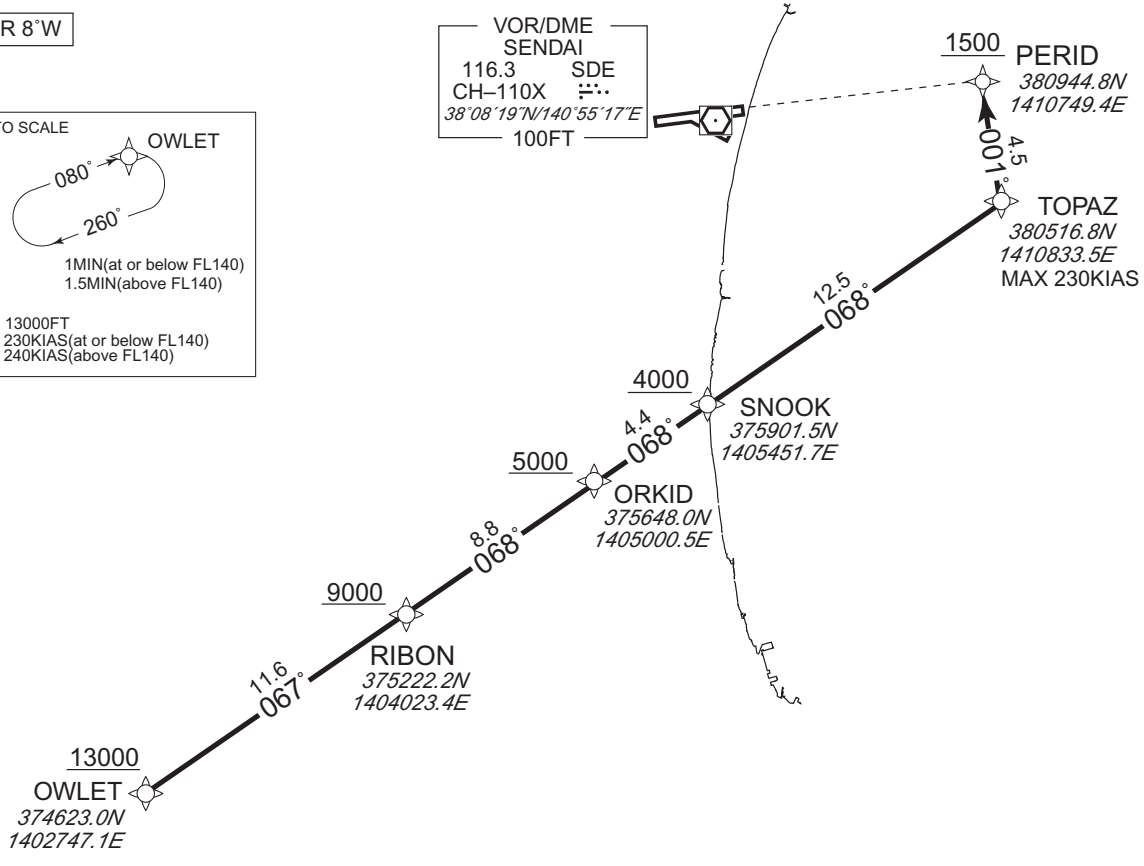 R 8°W
TO SCALE
OWLET
080°
260°
1MIN(at or below FL140)
1.5MIN(above FL140)
13000FT
230KIAS(at or below FL140)
240KIAS(above FL140)
VOR/DME
SENDAI
116.3 SDE
CH–110X
38°08´19˝N/140°55´17˝E
100FT
1500
PERID
380944.8N
1410749.4E
4.5
001°
TOPAZ
380516.8N
1410833.5E
MAX 230KIAS
12.5
068°
4000
SNOOK
375901.5N
1405451.7E
4.4
068°
5000
ORKID
375648.0N
1405000.5E
8.8
068°
9000
RIBON
375222.2N
1404023.4E
11.6
067°
13000
OWLET
374623.0N
1402747.1E